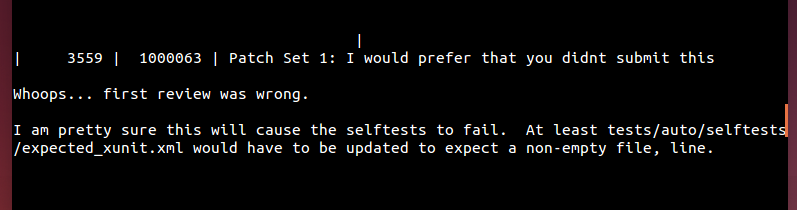 |
|     3559 |  1000063 | Patch Set 1: I would prefer that you didnt submit this
Whoops... first review was wrong.
I am pretty sure this will cause the selftests to fail.  At least tests/auto/selftests
/expected_xunit.xml would have to be updated to expect a non-empty file, line.